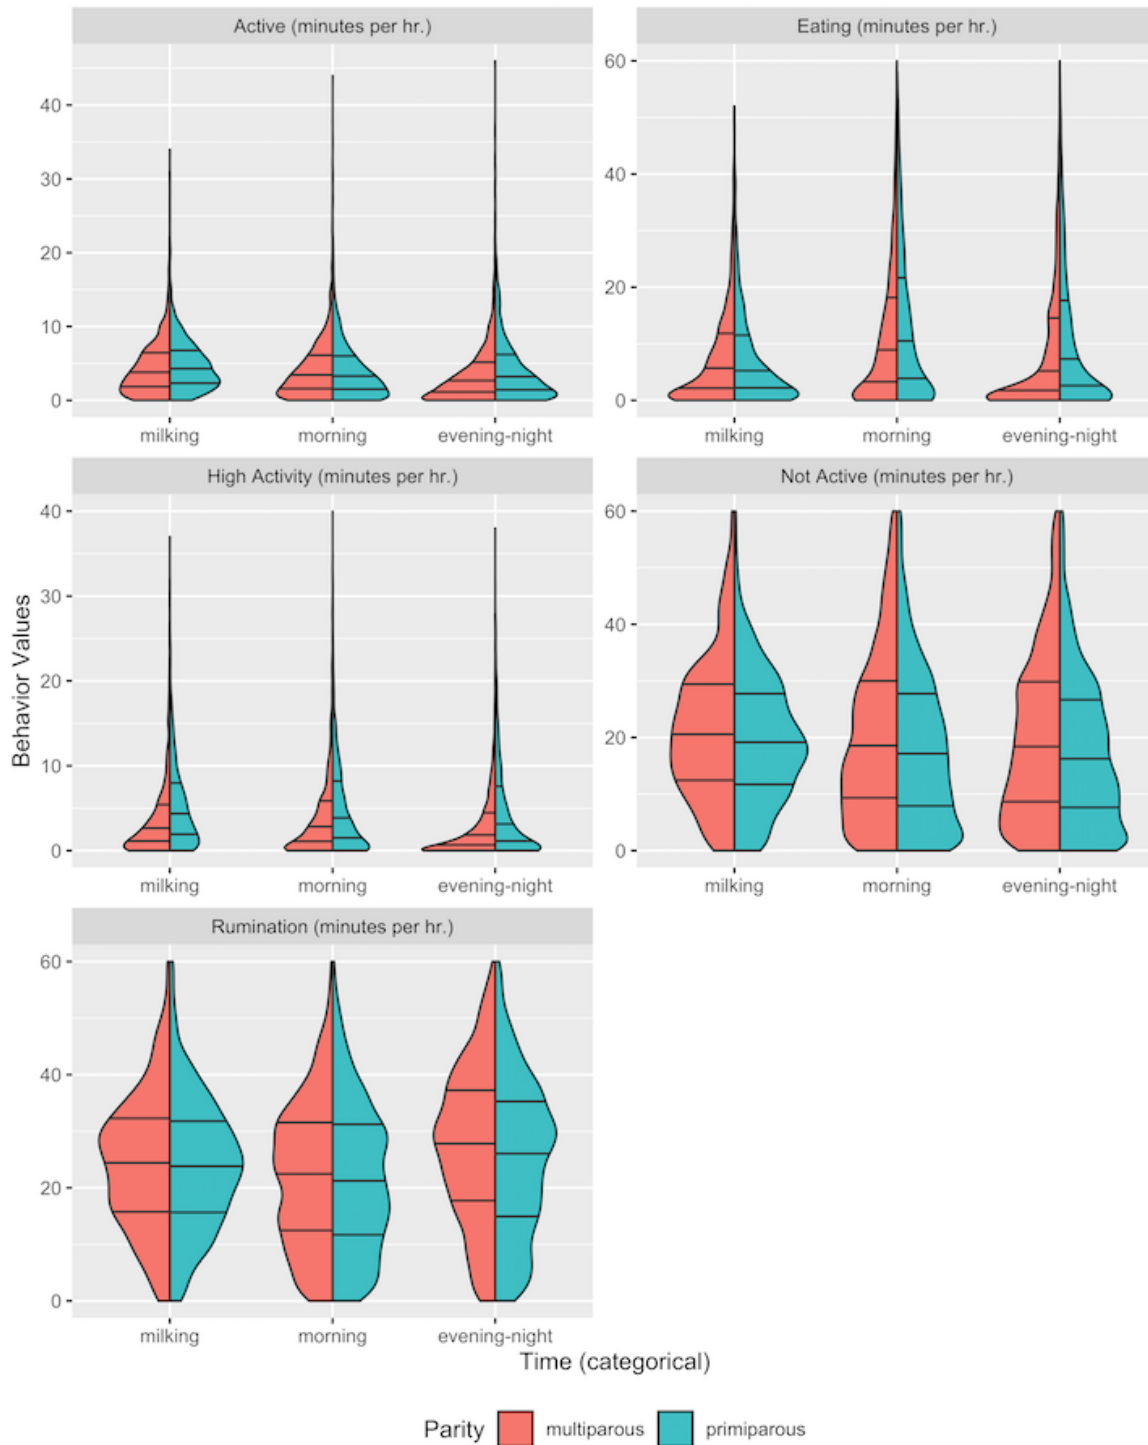 Active (minutes per hr.)
Eating (minutes per hr.)
40
30
20
10
0
60
40
20
0
milking morning evening-night
milking morning evening-night
High Activity (minutes per hr.)
Not Active (minutes per hr.)
Behavior Values
40
30
20
10
0
60
40
20
0
milking morning evening-night
milking morning evening-night
Rumination (minutes per hr.)
60
40
20
0
milking morning evening-night
Time (categorical)
Parity multiparous primiparous